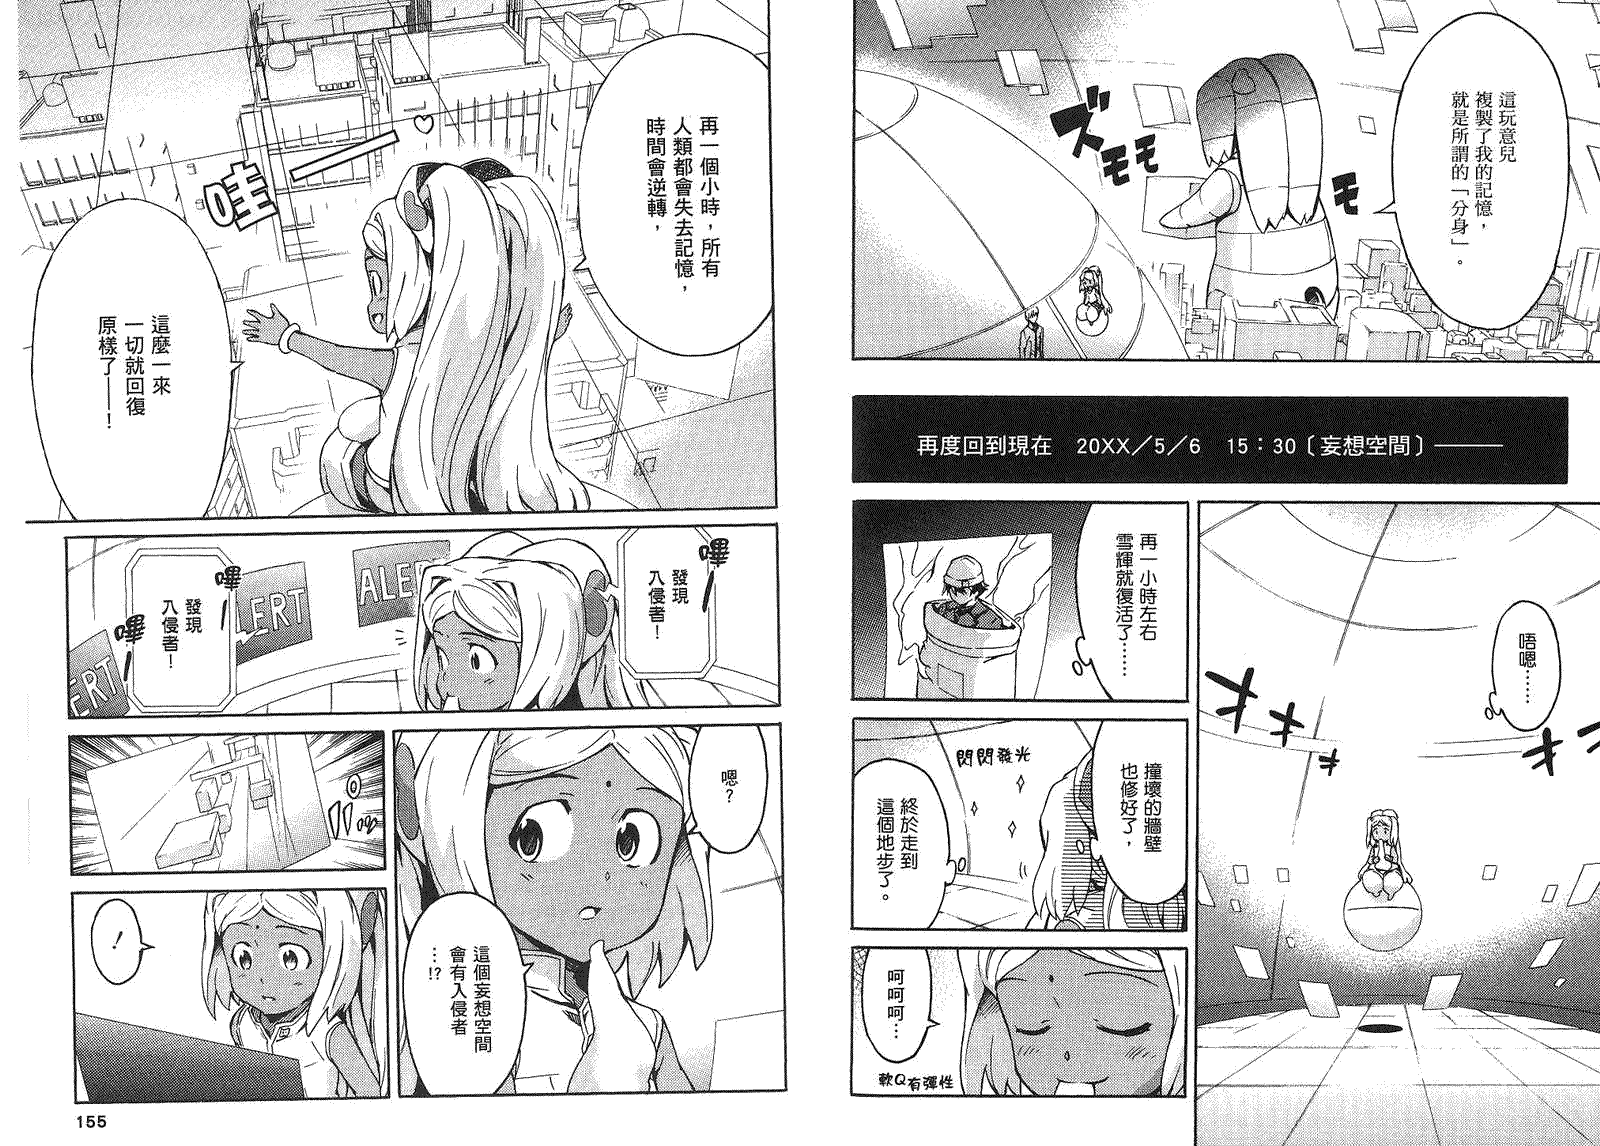 這玩意兒
複製了我的記憶，
就是所謂的「分身」。
ズモモモ
再度回到現在　20XX／5／6　15：30〔妄想空間〕———
唔嗯……
キキキキ
再一小時左右
雪輝就復活了……
撞壞的牆壁
也修好了，
閃閃發光
終於走到
這個地步了。
呵呵呵…
軟Q有彈性
再一個小時，所有
人類都會失去記憶，
時間會逆轉，
哇—♡
這麼一來
一切就回復
原樣了——！
嗶！
發現
入侵者！
ALERT
嗶！
發現
入侵者！
ALERT
嗶！
ALERT
嗯？
這個妄想空間
會有入侵者
…!?
！
155